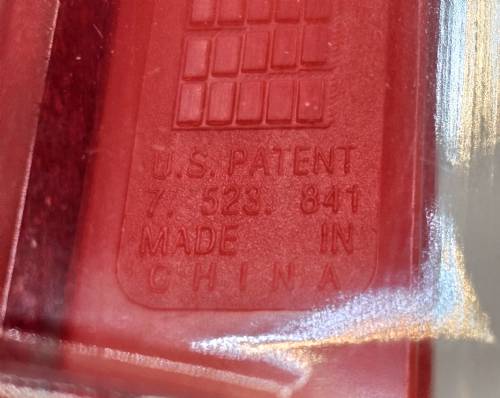 U.S. PATENT
7. 523. 841
MADE IN
CHINA